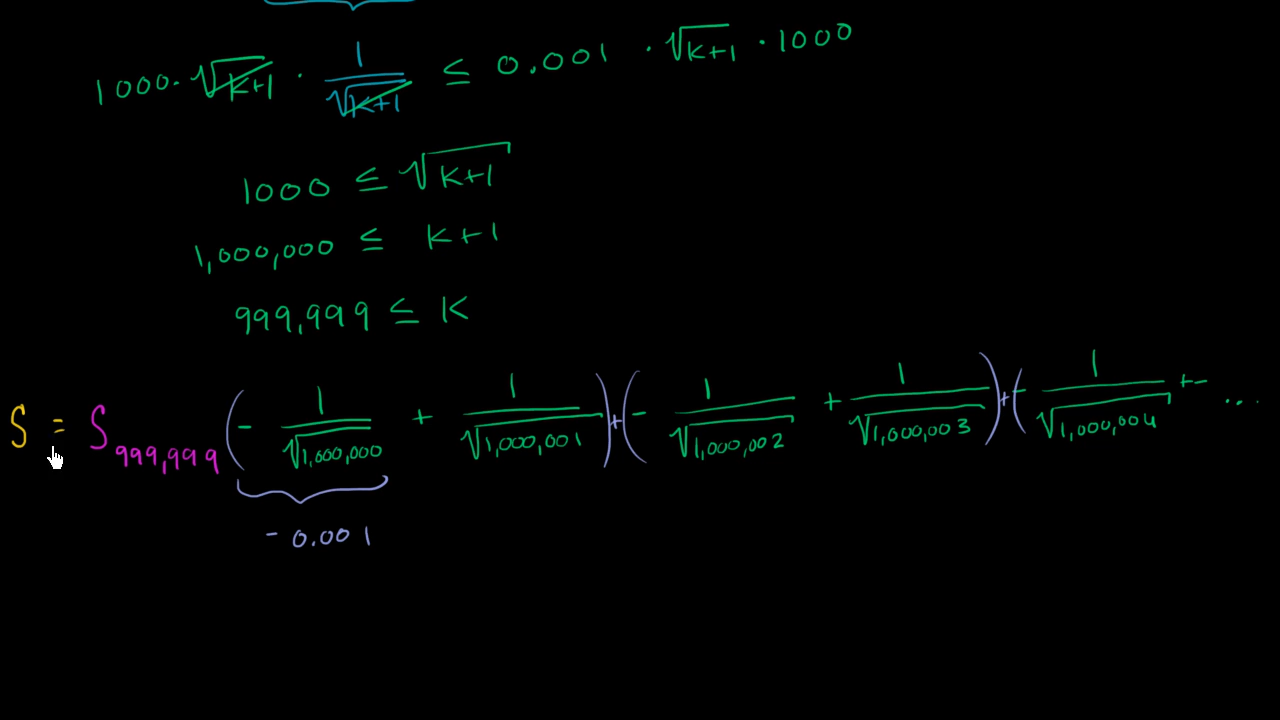 1000 · √(k+1) · 1/√(k+1) ≤ 0.001 · √(k+1) · 1000
1000 ≤ √(k+1)
1,000,000 ≤ k+1
999,999 ≤ K
S = S₉₉₉,₉₉₉ (- 1/√1,000,000 + 1/√1,000,001) + (- 1/√1,000,002 + 1/√1,000,003) + (- 1/√1,000,004 +- ...
- 0.001